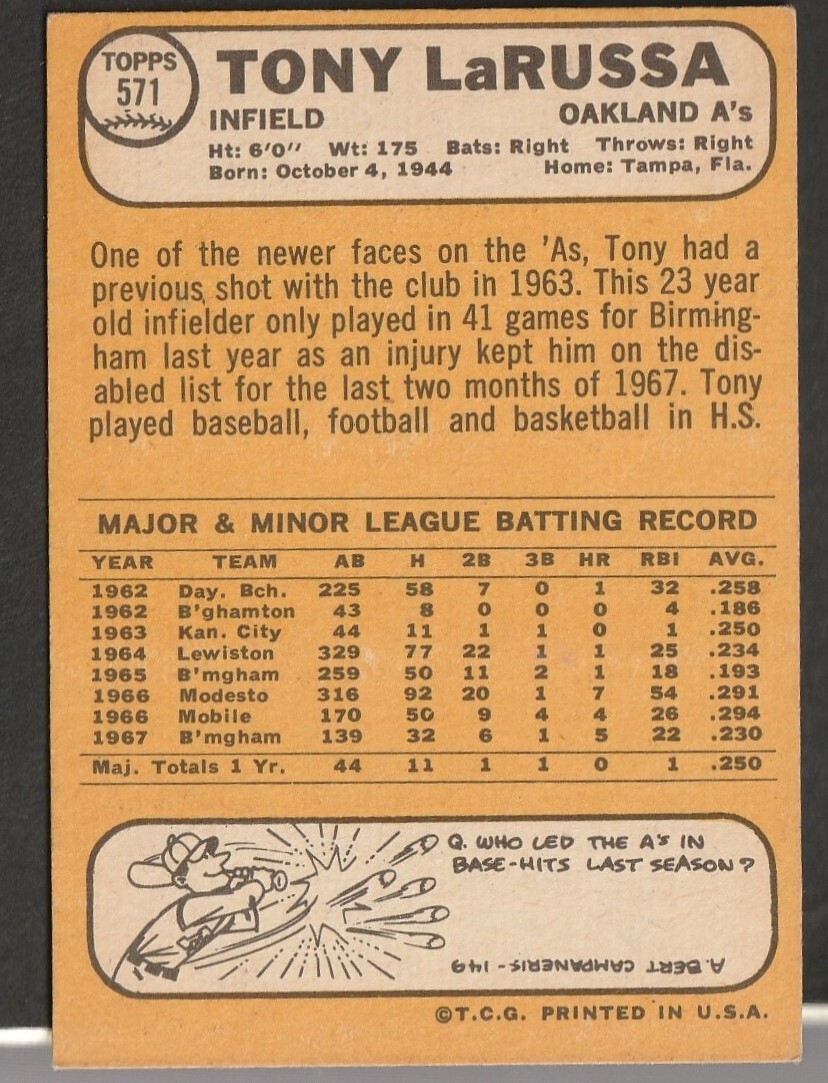 TOPPS
571
TONY LaRUSSA
INFIELD OAKLAND A's
Ht: 6'0" Wt: 175 Bats: Right Throws: Right
Born: October 4, 1944 Home: Tampa, Fla.
One of the newer faces on the 'As, Tony had a
previous shot with the club in 1963. This 23 year
old infielder only played in 41 games for Birming-
ham last year as an injury kept him on the dis-
abled list for the last two months of 1967. Tony
played baseball, football and basketball in H.S.
MAJOR & MINOR LEAGUE BATTING RECORD
YEAR TEAM AB H 2B 3B HR RBI AVG.
1962 Day. Bch. 225 58 7 0 1 32 .258
1962 B'ghamton 43 8 0 0 0 4 .186
1963 Kan. City 44 11 1 1 0 1 .250
1964 Lewiston 329 77 22 1 1 25 .234
1965 B'mgham 259 50 11 2 1 18 .193
1966 Modesto 316 92 20 1 7 54 .291
1966 Mobile 170 50 9 4 4 26 .294
1967 B'mgham 139 32 6 1 5 22 .230
Maj. Totals 1 Yr. 44 11 1 1 0 1 .250
Q. WHO LED THE A'S IN
BASE-HITS LAST SEASON?
A. BERT CAMPANERIS - 149
©T.C.G. PRINTED IN U.S.A.